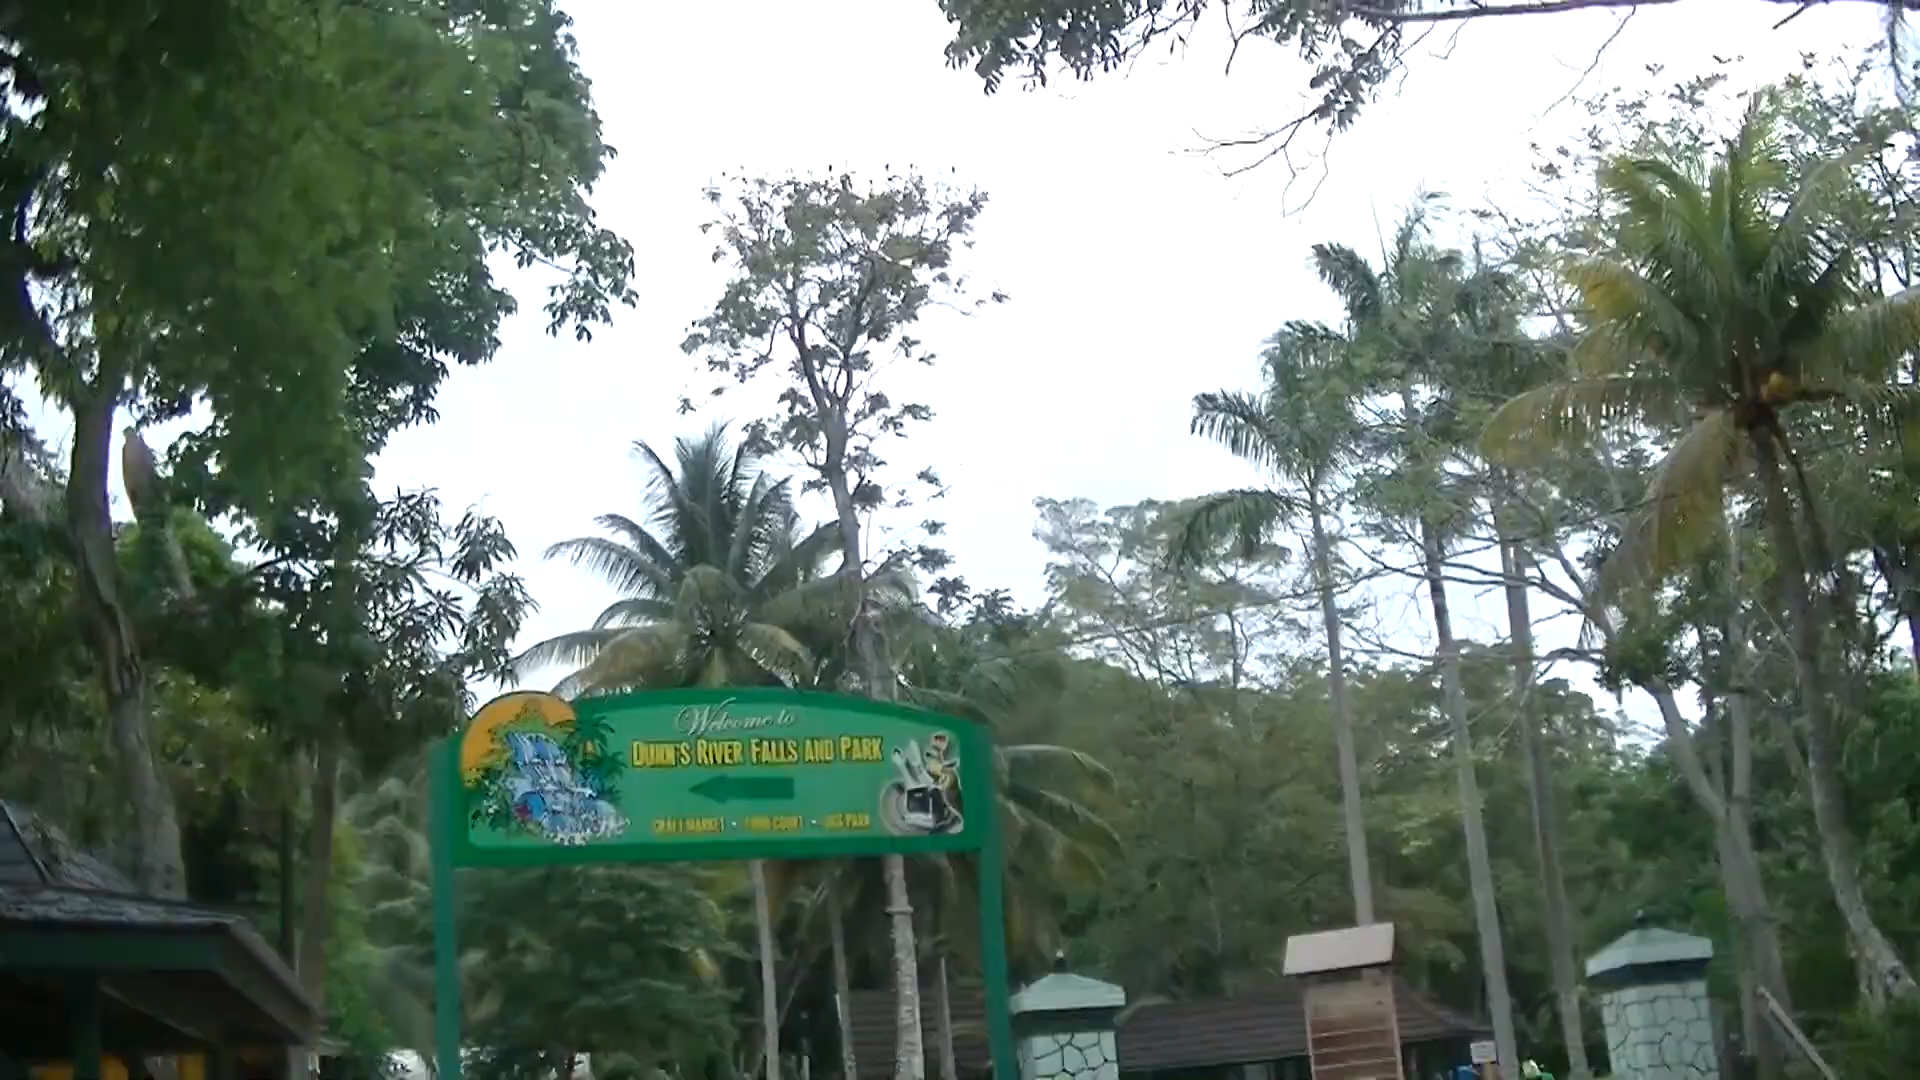 Welcome to
DUNN'S RIVER FALLS AND PARK
CRAFT MARKET • FOOD COURT • KIDS PARK